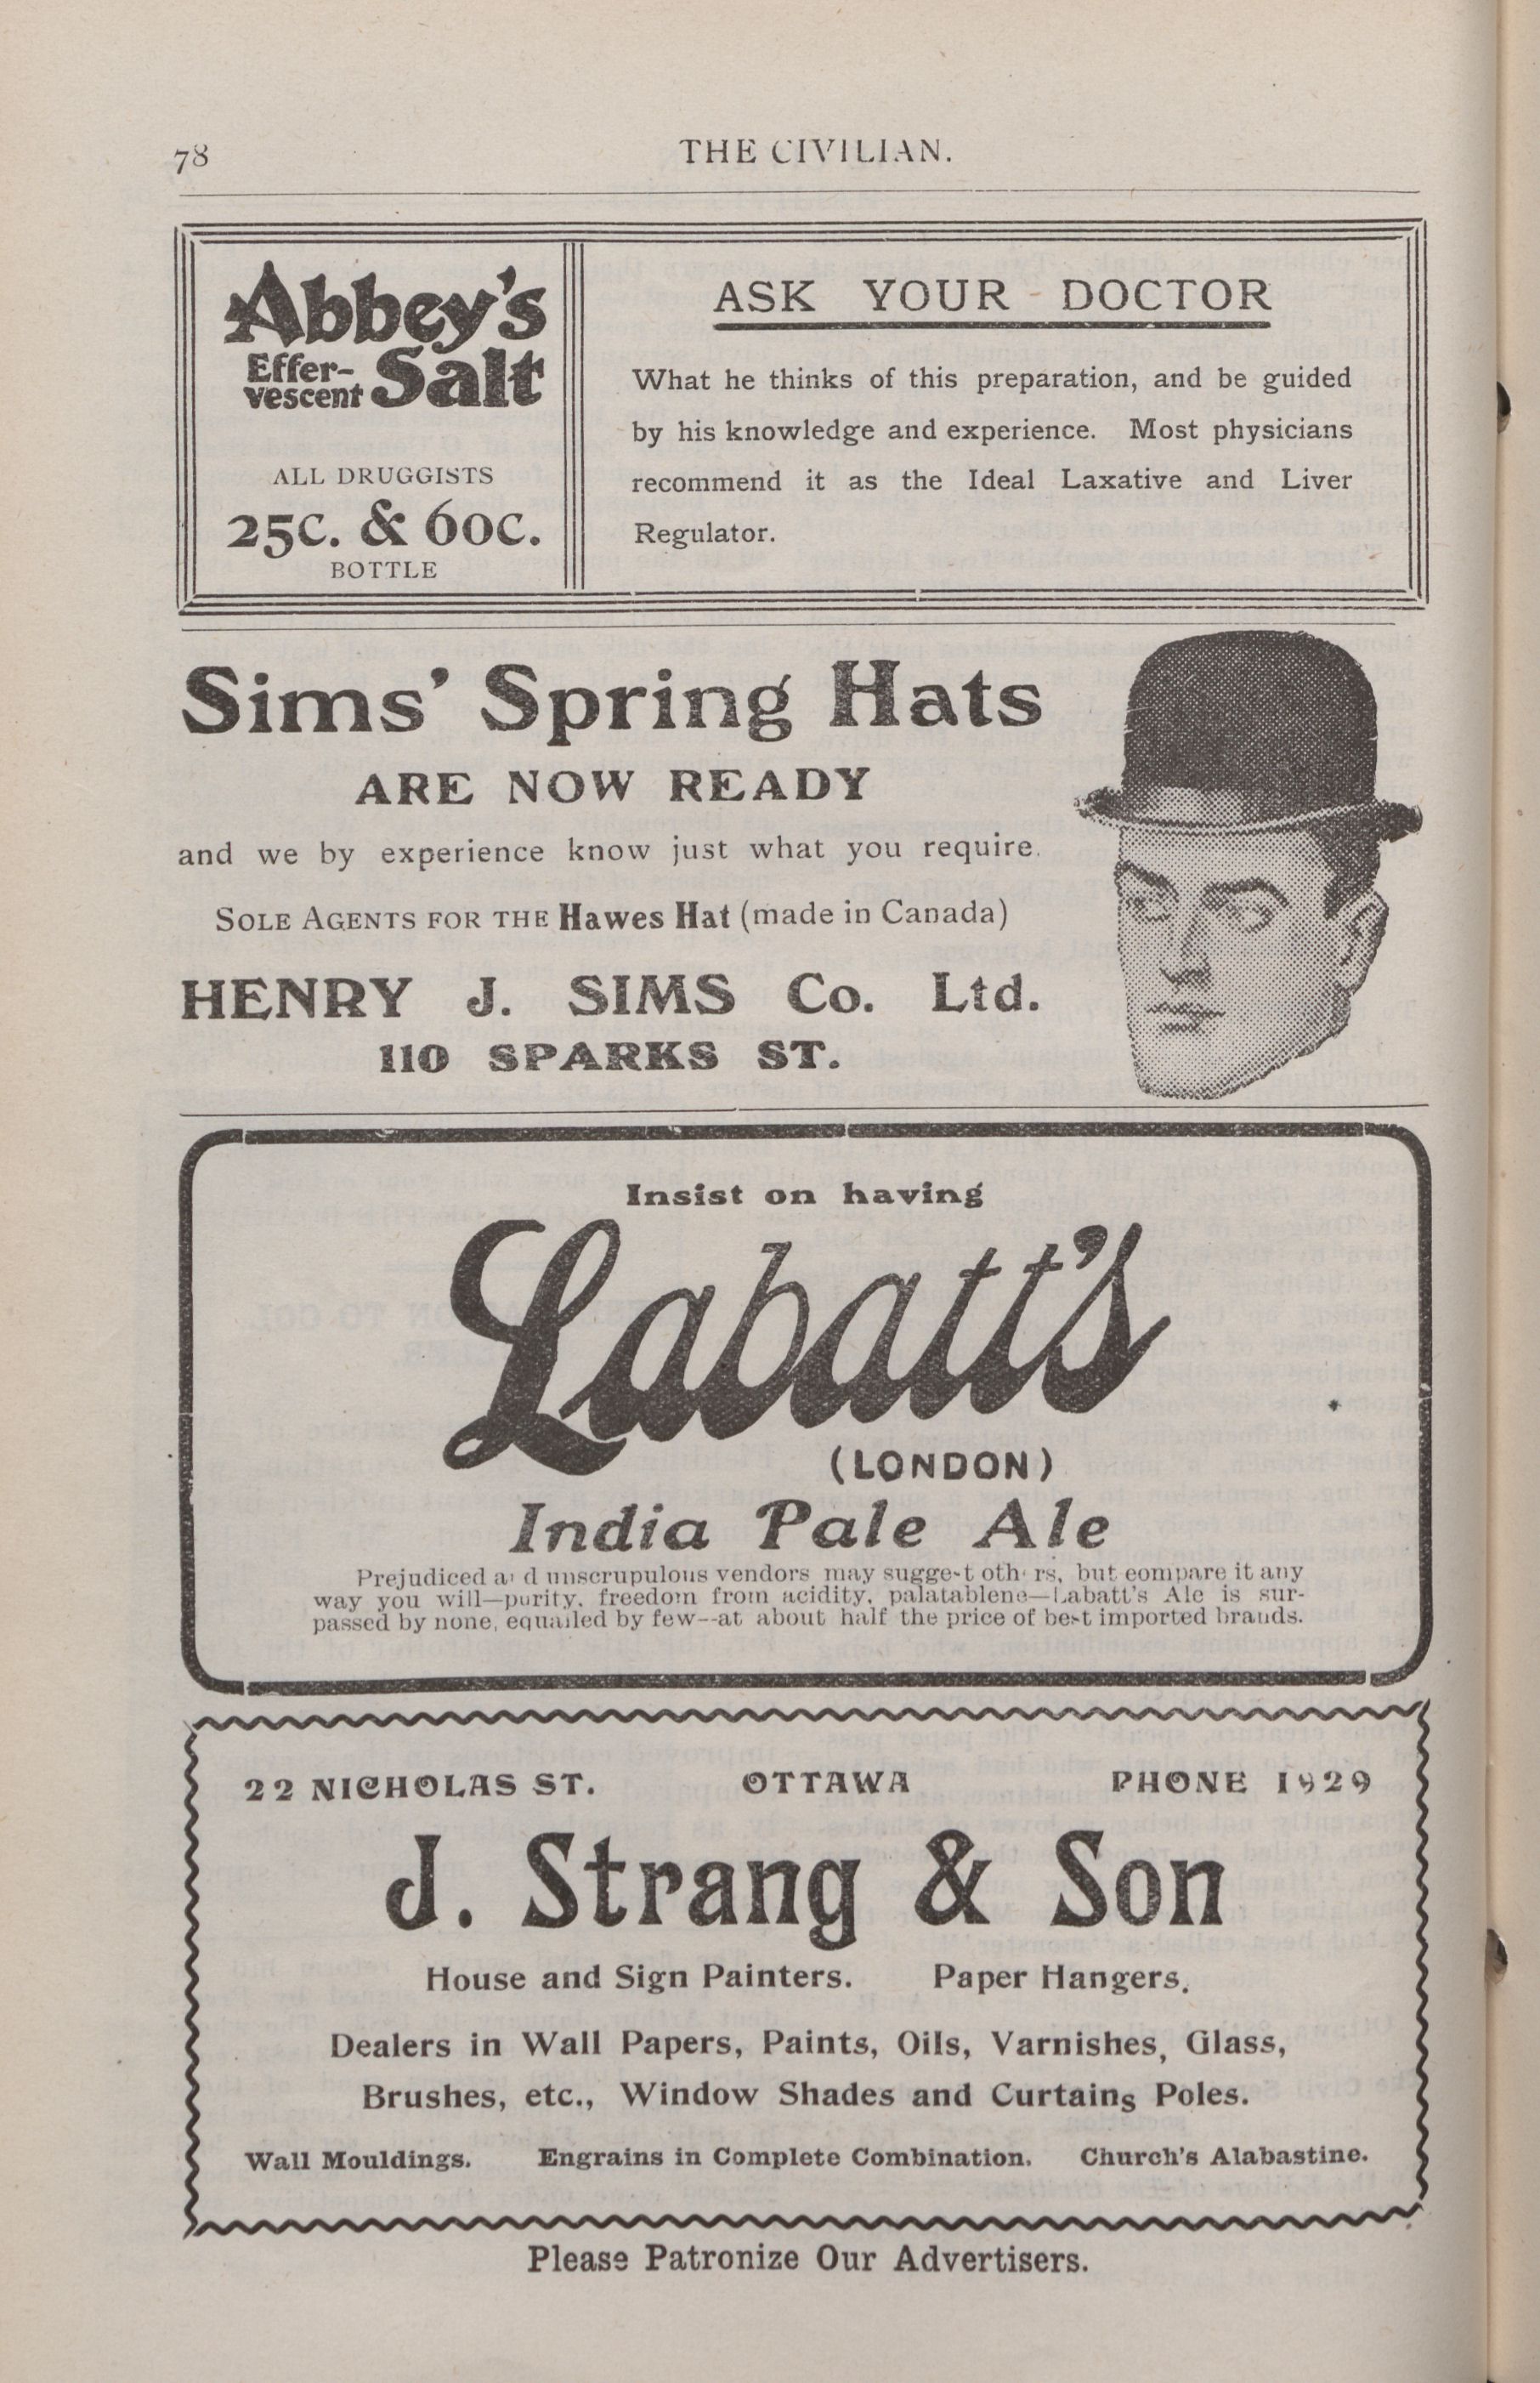 78
THE CIVILIAN.
Abbey's
Effer-
vescent Salt
ALL DRUGGISTS
25C. & 60C.
BOTTLE
ASK YOUR DOCTOR
What he thinks of this preparation, and be guided
by his knowledge and experience. Most physicians
recommend it as the Ideal Laxative and Liver
Regulator.
Sims' Spring Hats
ARE NOW READY
and we by experience know just what you require.
SOLE AGENTS FOR THE Hawes Hat (made in Canada)
HENRY J. SIMS Co. Ltd.
110 SPARKS ST.
Insist on having
Labatt's
(LONDON)
India Pale Ale
Prejudiced and unscrupulous vendors may suggest others, but compare it any
way you will—purity, freedom from acidity, palatablene—Labatt's Ale is sur-
passed by none, equalled by few--at about half the price of best imported brands.
22 NICHOLAS ST. OTTAWA PHONE 1929
J. Strang & Son
House and Sign Painters. Paper Hangers.
Dealers in Wall Papers, Paints, Oils, Varnishes, Glass,
Brushes, etc., Window Shades and Curtains Poles.
Wall Mouldings. Engrains in Complete Combination. Church's Alabastine.
Please Patronize Our Advertisers.